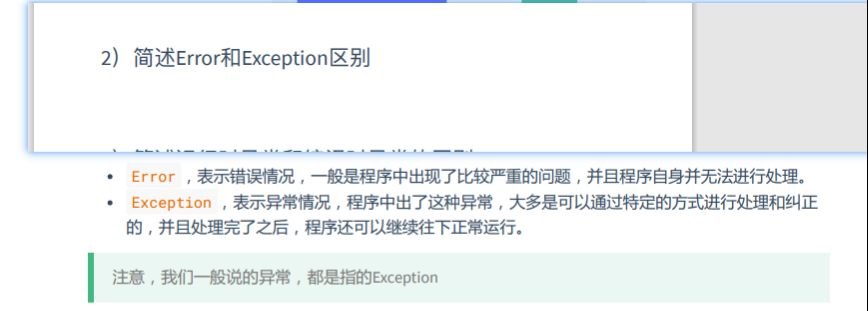 2）简述Error和Exception区别
Error ，表示错误情况，一般是程序中出现了比较严重的问题，并且程序自身并无法进行处理。
Exception ，表示异常情况，程序中出了这种异常，大多是可以通过特定的方式进行处理和纠正
的，并且处理完了之后，程序还可以继续往下正常运行。
注意，我们一般说的异常，都是指的Exception